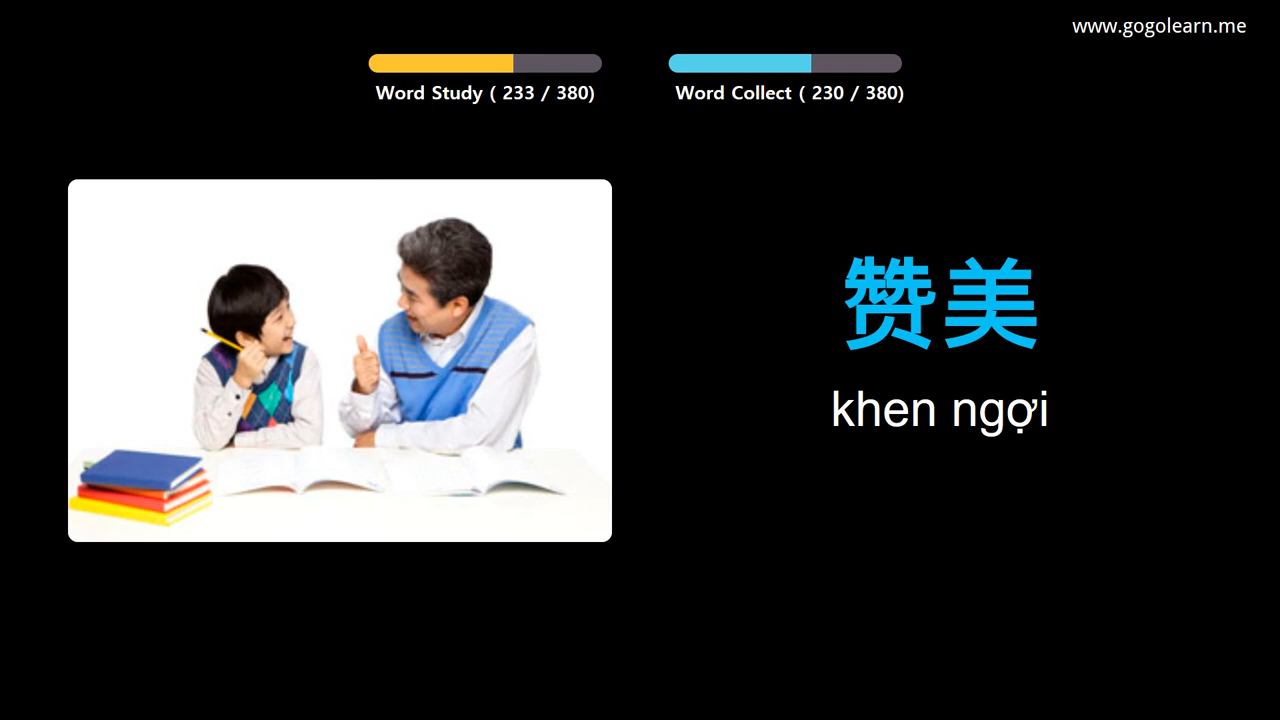 www.gogolearn.me
Word Study ( 233 / 380)
Word Collect ( 230 / 380)
赞美
khen ngợi